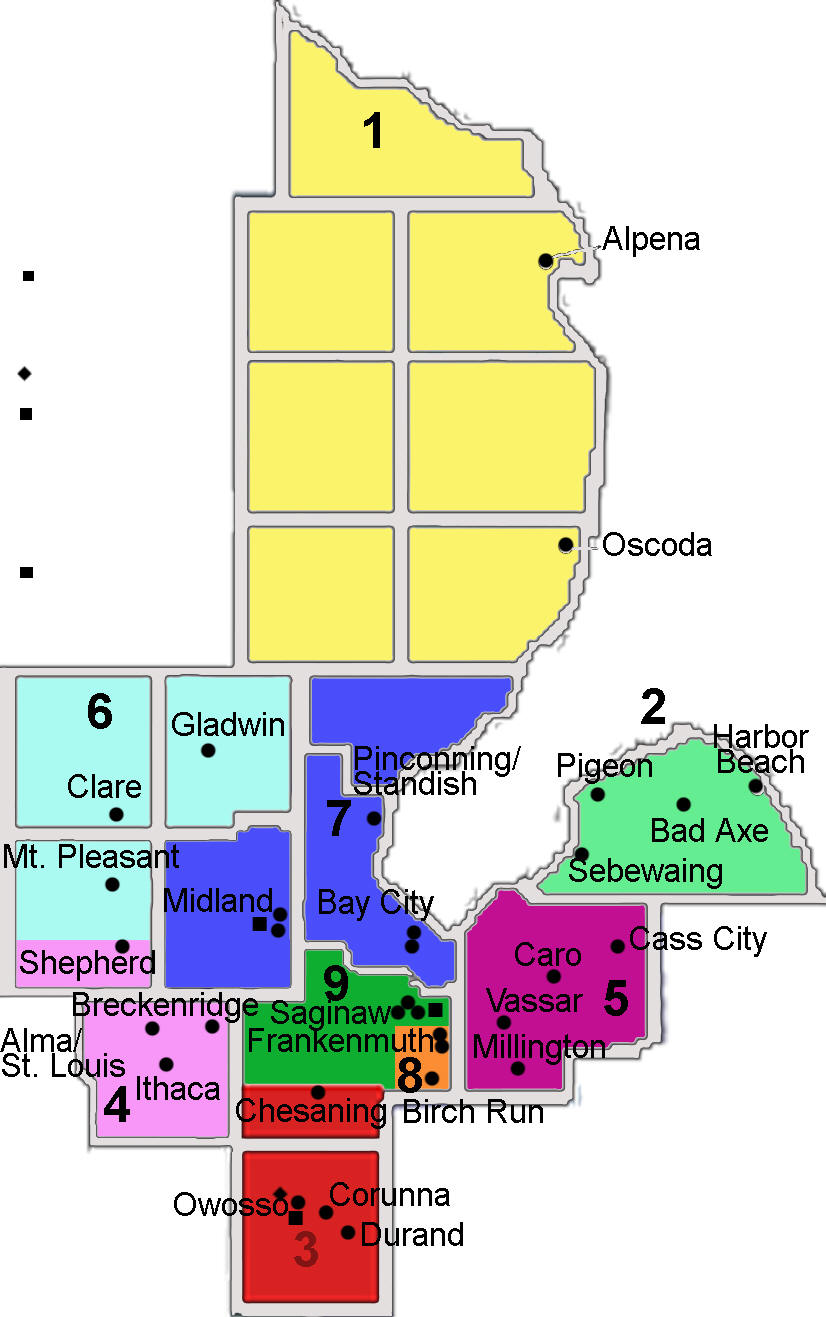 1
Alpena
Oscoda
6
Gladwin
Clare
2
Harbor
Beach
Pigeon
Bad Axe
Sebewaing
Pinconning/
Standish
7
Mt. Pleasant
Midland
Bay City
Shepherd
Cass City
Caro
Vassar
5
Millington
9
Saginaw
Frankenmuth
8
Breckenridge
Alma/
St. Louis
Ithaca
4
Chesaning
Birch Run
Owosso
Corunna
Durand
3